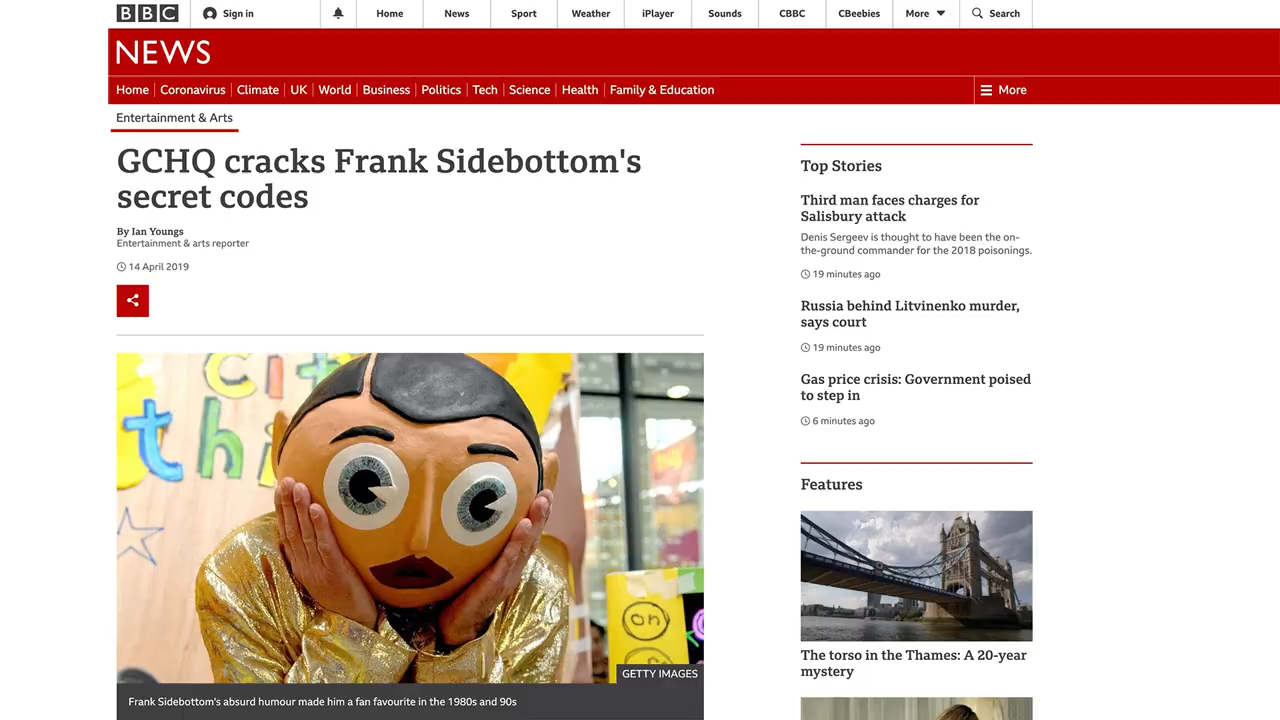 BBC
Sign in
Home
News
Sport
Weather
iPlayer
Sounds
CBBC
CBeebies
More
Search
NEWS
Home
Coronavirus
Climate
UK
World
Business
Politics
Tech
Science
Health
Family & Education
More
Entertainment & Arts
GCHQ cracks Frank Sidebottom's
secret codes
By Ian Youngs
Entertainment & arts reporter
14 April 2019
cit
thi
on
GETTY IMAGES
Frank Sidebottom's absurd humour made him a fan favourite in the 1980s and 90s
Top Stories
Third man faces charges for
Salisbury attack
Denis Sergeev is thought to have been the on-
the-ground commander for the 2018 poisonings.
19 minutes ago
Russia behind Litvinenko murder,
says court
19 minutes ago
Gas price crisis: Government poised
to step in
6 minutes ago
Features
The torso in the Thames: A 20-year
mystery